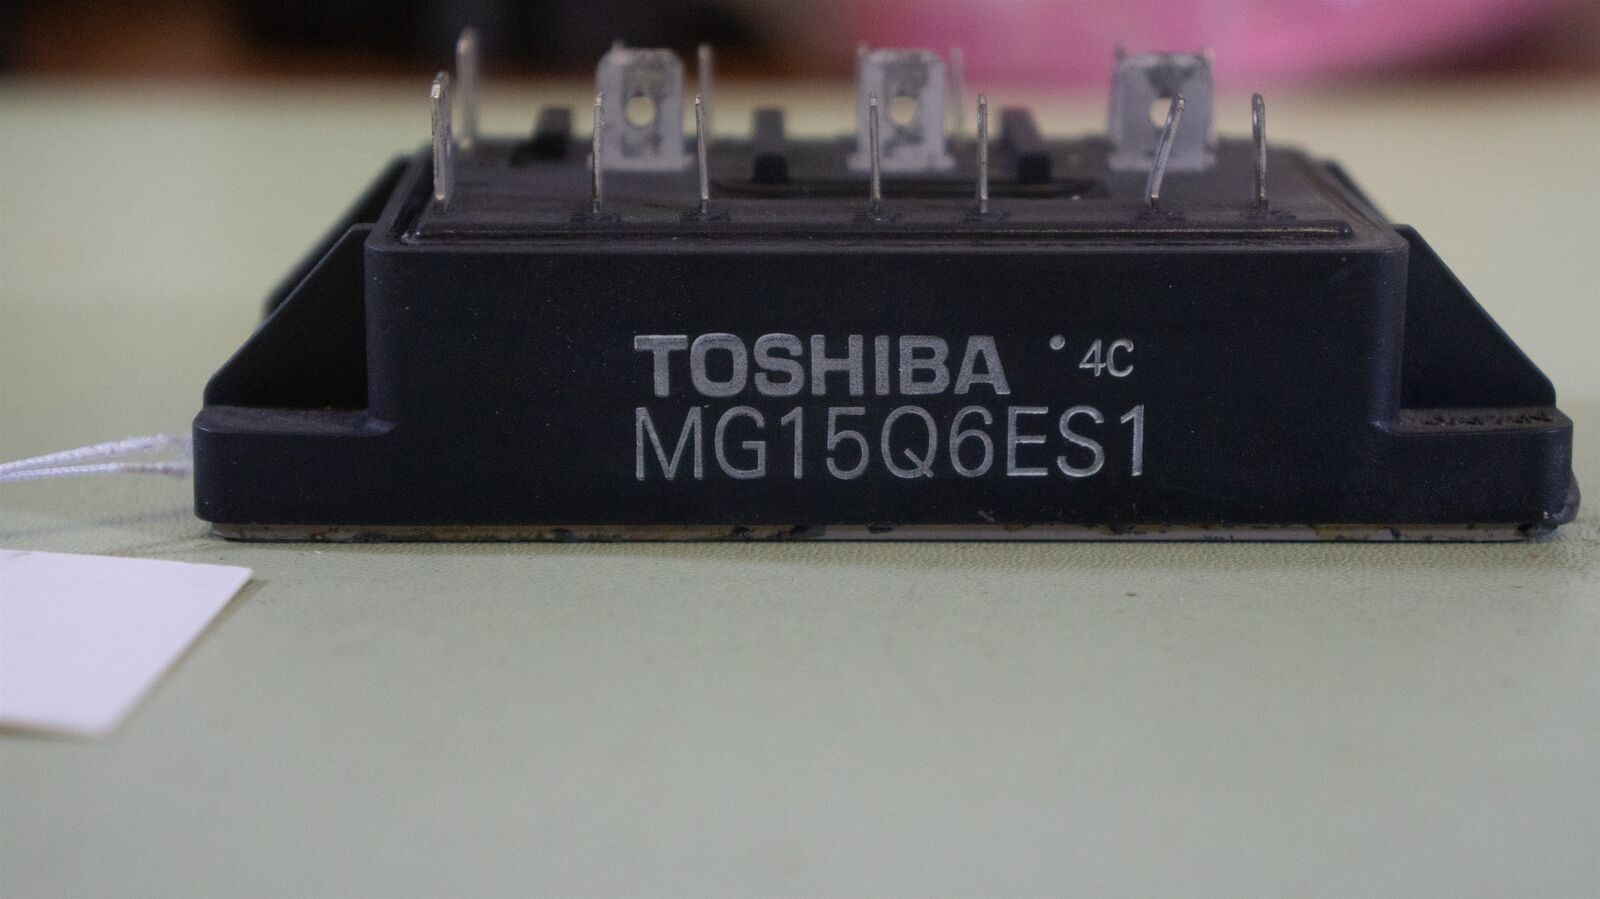 TOSHIBA • 4C
MG15Q6ES1